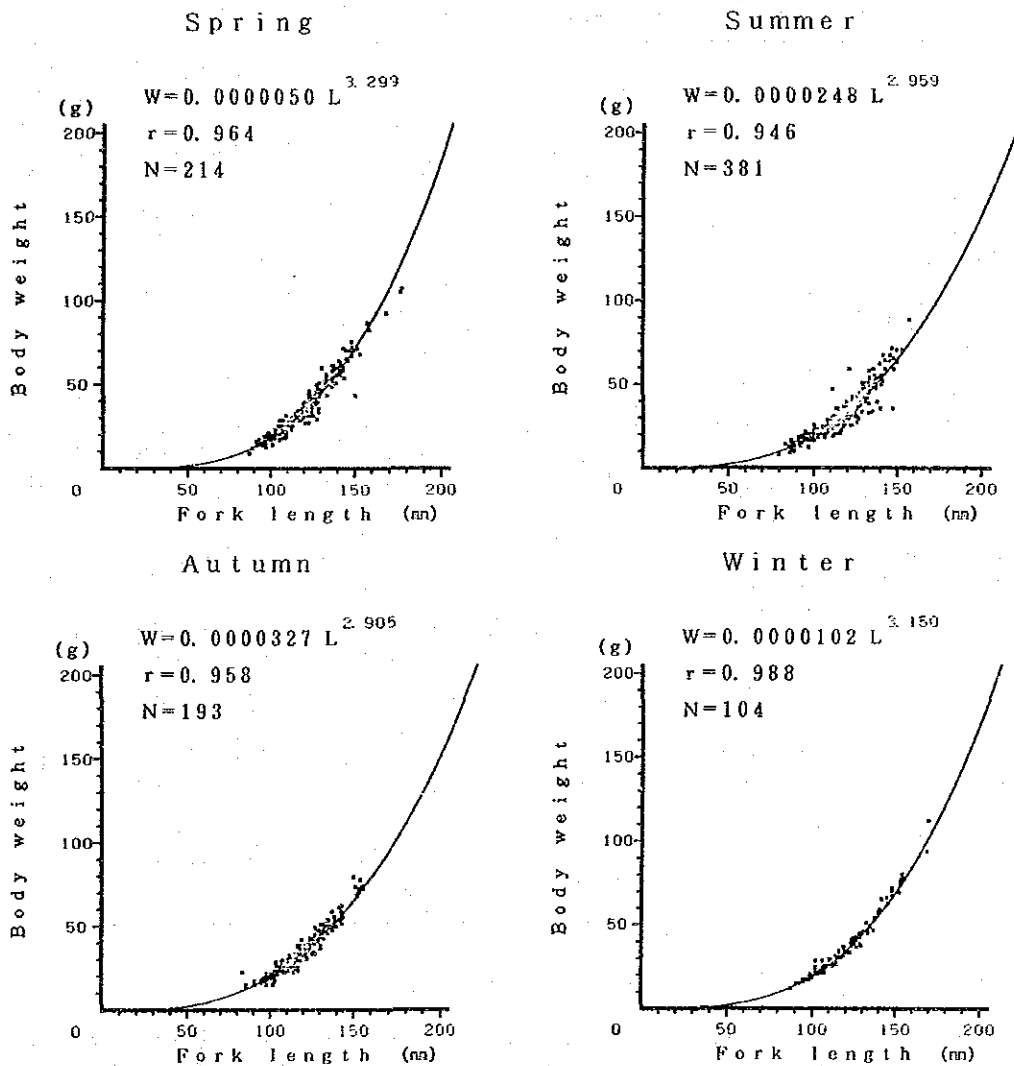 Spring
W=0.0000050 L^3.299
(g)
r=0.964
N=214
200
150
100
50
0
Body weight
50 100 150 200
Fork length (mm)
Summer
W=0.0000248 L^2.959
(g)
r=0.946
N=381
200
150
100
50
0
Body weight
50 100 150 200
Fork length (mm)
Autumn
W=0.0000327 L^2.905
(g)
r=0.958
N=193
200
150
100
50
0
Body weight
50 100 150 200
Fork length (mm)
Winter
W=0.0000102 L^3.150
(g)
r=0.988
N=104
200
150
100
50
0
Body weight
50 100 150 200
Fork length (mm)